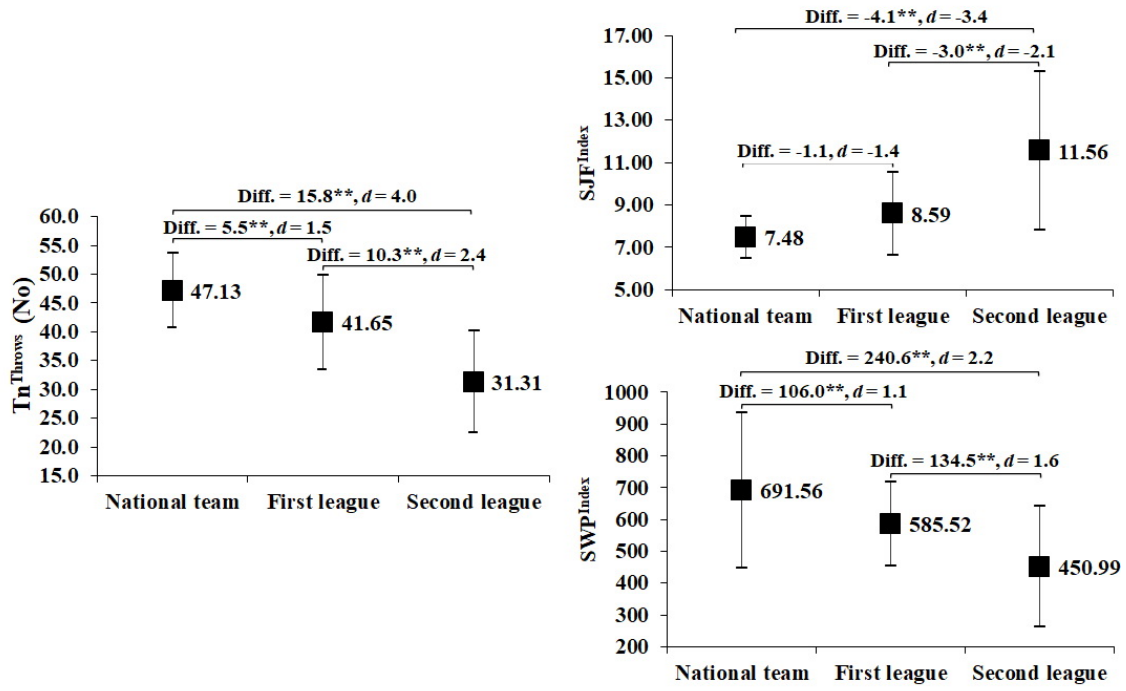 Diff. = 15.8**, d = 4.0
Diff. = 5.5**, d = 1.5
Diff. = 10.3**, d = 2.4
Tn^Throws (No)
60.0
55.0
50.0
45.0
40.0
35.0
30.0
25.0
20.0
15.0
47.13
41.65
31.31
National team First league Second league
Diff. = -4.1**, d = -3.4
Diff. = -3.0**, d = -2.1
Diff. = -1.1, d = -1.4
SJF^Index
17.00
15.00
13.00
11.00
9.00
7.00
5.00
7.48
8.59
11.56
National team First league Second league
Diff. = 240.6**, d = 2.2
Diff. = 106.0**, d = 1.1
Diff. = 134.5**, d = 1.6
SWP^Index
1000
900
800
700
600
500
400
300
200
691.56
585.52
450.99
National team First league Second league